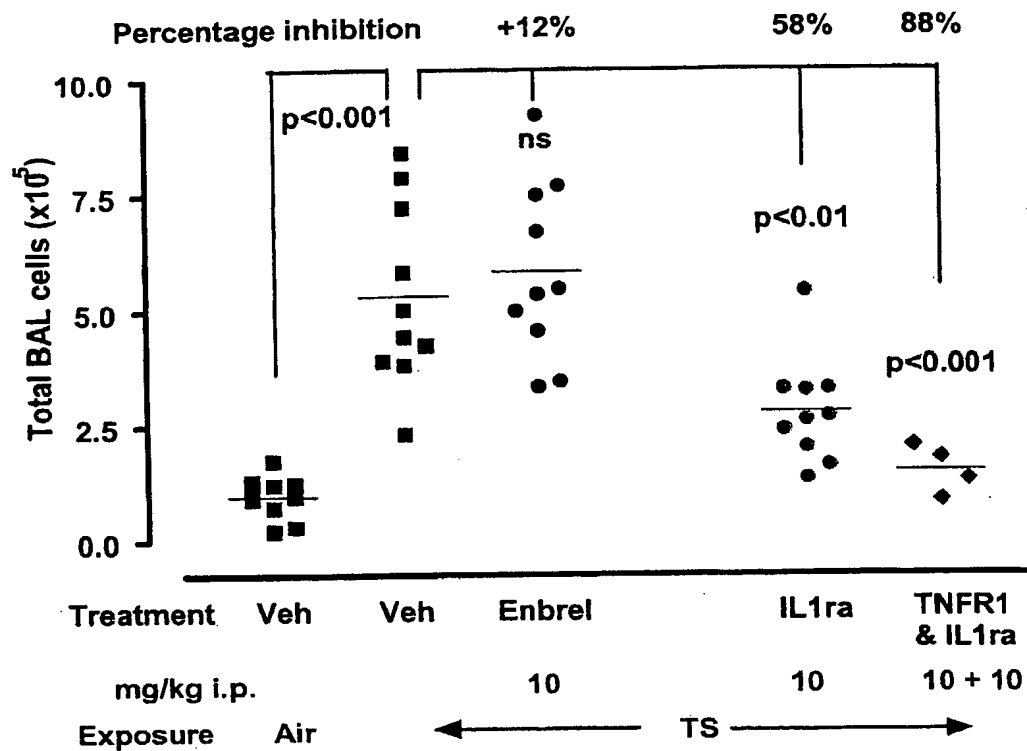 Percentage inhibition +12% 58% 88%
10.0
p<0.001
ns
7.5
p<0.01
5.0
p<0.001
2.5
0.0
Total BAL cells (x10⁵)
Treatment Veh Veh Enbrel IL1ra TNFR1
& IL1ra
mg/kg i.p. 10 10 10 + 10
Exposure Air TS